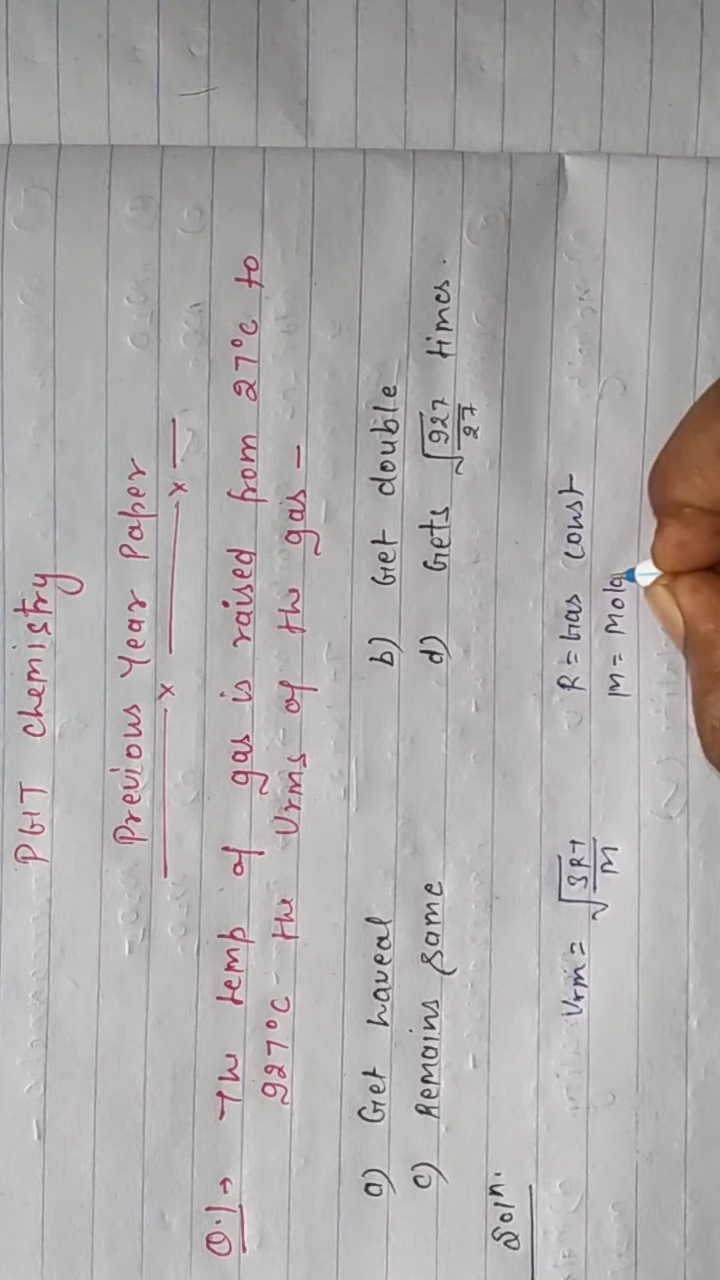 PGT Chemistry
Previous Year Paper
x x
Q.1→ The temp of gas is raised from 27°C to
927°C the Vrms of the gas -
a) Get haveal b) Get double
c) Remains same d) Gets √927/27 times.
Soln.
Vrm = √3RT/M R = Gas const
M = Mola